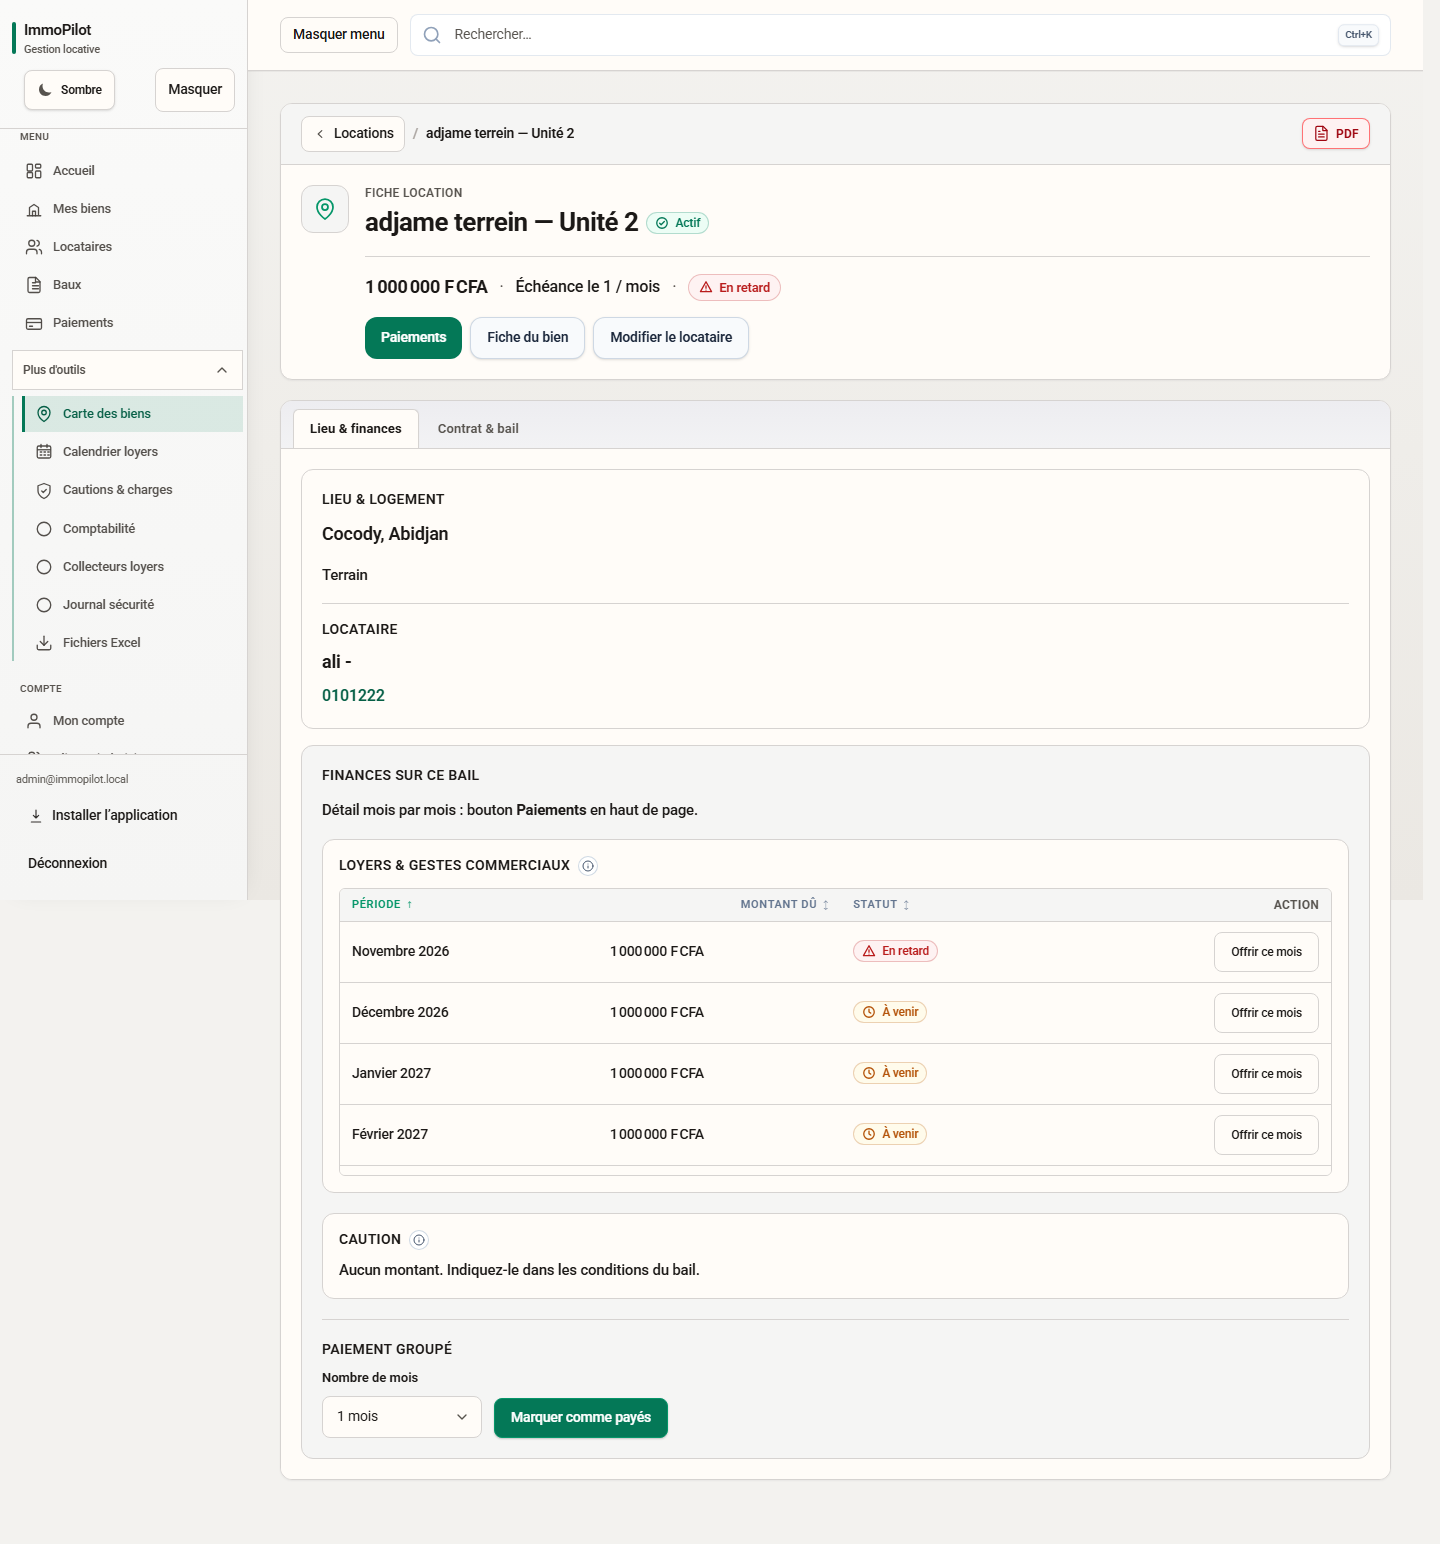 ImmoPilot
Gestion locative
Sombre
Masquer
MENU
Accueil
Mes biens
Locataires
Baux
Paiements
Plus d'outils
Carte des biens
Calendrier loyers
Cautions & charges
Comptabilité
Collecteurs loyers
Journal sécurité
Fichiers Excel
COMPTE
Mon compte
admin@immopilot.local
Installer l’application
Déconnexion
Masquer menu
Rechercher...
Ctrl+K
Locations / adjame terrein — Unité 2
PDF
FICHE LOCATION
adjame terrein — Unité 2 Actif
1 000 000 F CFA · Échéance le 1 / mois · En retard
Paiements Fiche du bien Modifier le locataire
Lieu & finances Contrat & bail
LIEU & LOGEMENT
Cocody, Abidjan
Terrain
LOCATAIRE
ali -
0101222
FINANCES SUR CE BAIL
Détail mois par mois : bouton Paiements en haut de page.
LOYERS & GESTES COMMERCIAUX
PÉRIODE ↑ MONTANT DÛ ↕ STATUT ↕ ACTION
Novembre 2026 1 000 000 F CFA En retard Offrir ce mois
Décembre 2026 1 000 000 F CFA À venir Offrir ce mois
Janvier 2027 1 000 000 F CFA À venir Offrir ce mois
Février 2027 1 000 000 F CFA À venir Offrir ce mois
CAUTION
Aucun montant. Indiquez-le dans les conditions du bail.
PAIEMENT GROUPÉ
Nombre de mois
1 mois
Marquer comme payés